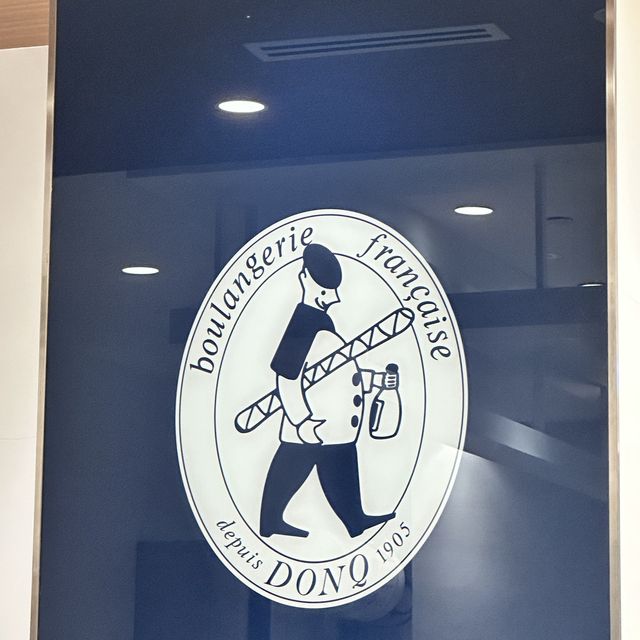 boulangerie française
depuis DONQ 1905